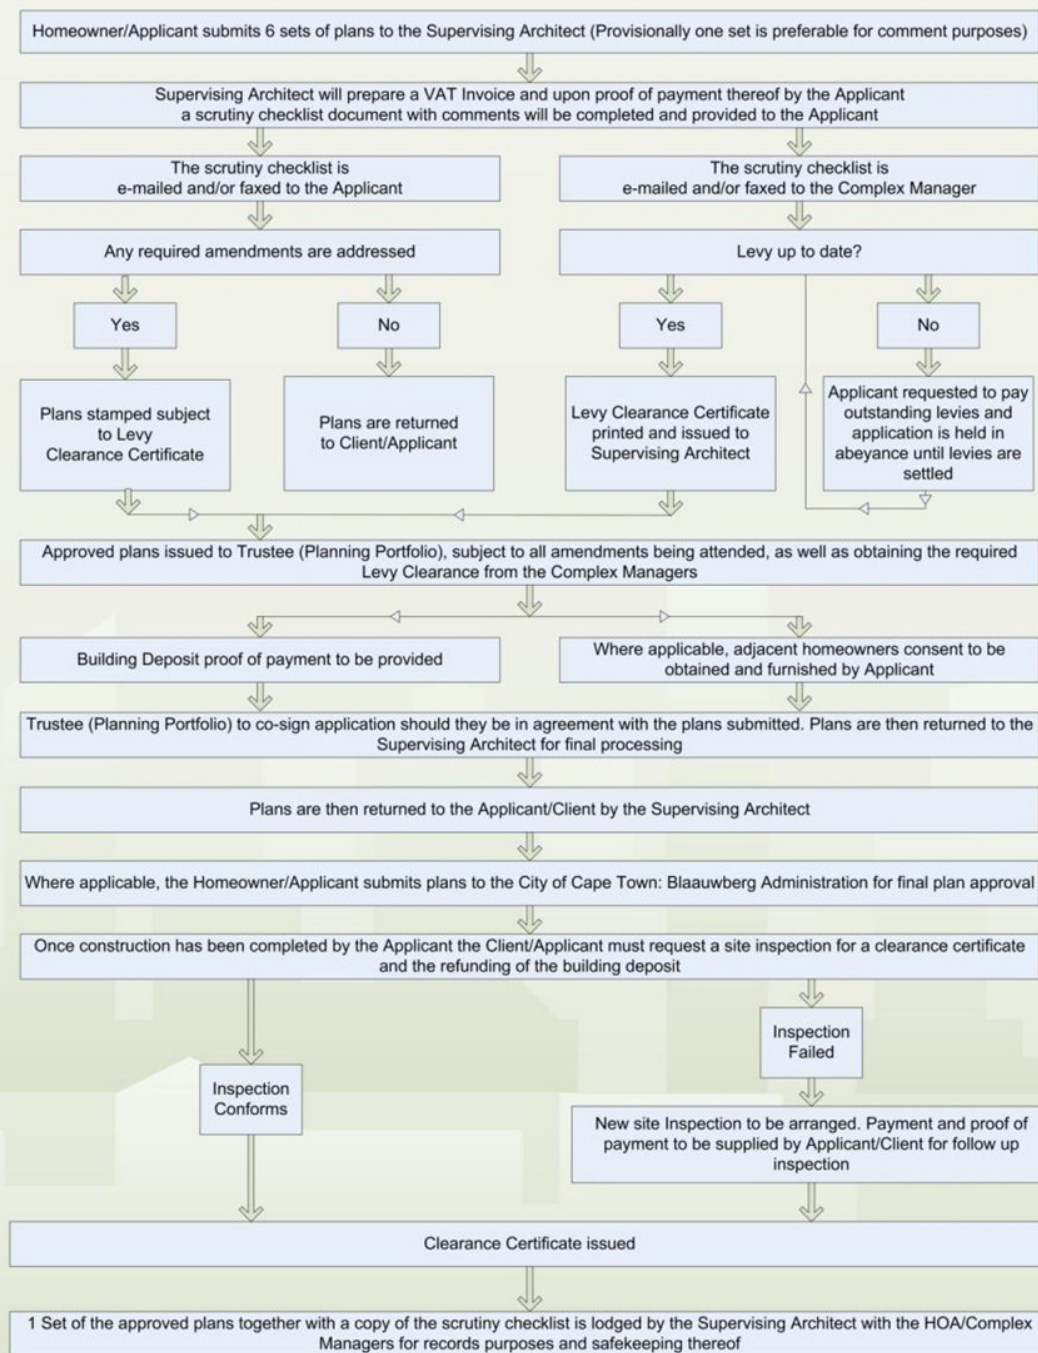 Homeowner/Applicant submits 6 sets of plans to the Supervising Architect (Provisionally one set is preferable for comment purposes)
Supervising Architect will prepare a VAT Invoice and upon proof of payment thereof by the Applicant
a scrutiny checklist document with comments will be completed and provided to the Applicant
The scrutiny checklist is
e-mailed and/or faxed to the Applicant
The scrutiny checklist is
e-mailed and/or faxed to the Complex Manager
Any required amendments are addressed
Levy up to date?
Yes
No
Yes
No
Plans stamped subject
to Levy
Clearance Certificate
Plans are returned
to Client/Applicant
Levy Clearance Certificate
printed and issued to
Supervising Architect
Applicant requested to pay
outstanding levies and
application is held in
abeyance until levies are
settled
Approved plans issued to Trustee (Planning Portfolio), subject to all amendments being attended, as well as obtaining the required
Levy Clearance from the Complex Managers
Building Deposit proof of payment to be provided
Where applicable, adjacent homeowners consent to be
obtained and furnished by Applicant
Trustee (Planning Portfolio) to co-sign application should they be in agreement with the plans submitted. Plans are then returned to the
Supervising Architect for final processing
Plans are then returned to the Applicant/Client by the Supervising Architect
Where applicable, the Homeowner/Applicant submits plans to the City of Cape Town: Blaauwberg Administration for final plan approval
Once construction has been completed by the Applicant the Client/Applicant must request a site inspection for a clearance certificate
and the refunding of the building deposit
Inspection
Conforms
Inspection
Failed
New site Inspection to be arranged. Payment and proof of
payment to be supplied by Applicant/Client for follow up
inspection
Clearance Certificate issued
1 Set of the approved plans together with a copy of the scrutiny checklist is lodged by the Supervising Architect with the HOA/Complex
Managers for records purposes and safekeeping thereof